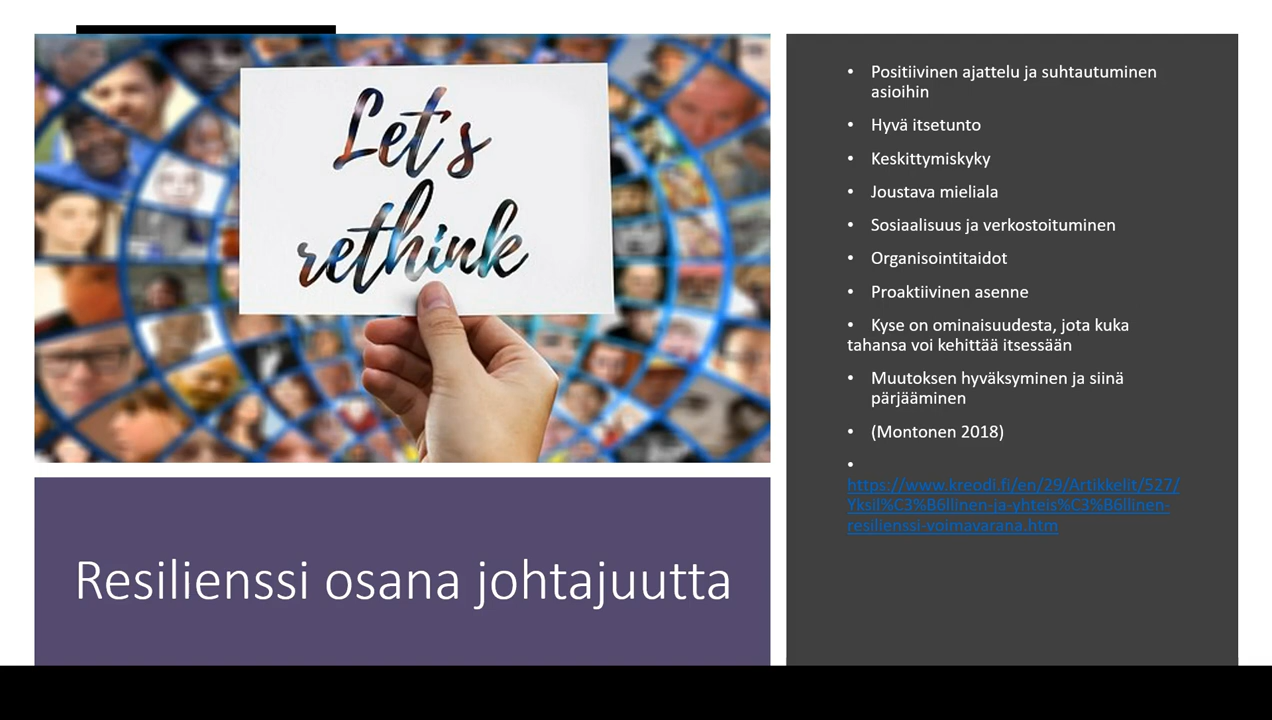 Let's
rethink
Resilienssi osana johtajuutta
• Positiivinen ajattelu ja suhtautuminen
asioihin
• Hyvä itsetunto
• Keskittymiskyky
• Joustava mieliala
• Sosiaalisuus ja verkostoituminen
• Organisointitaidot
• Proaktiivinen asenne
• Kyse on ominaisuudesta, jota kuka
tahansa voi kehittää itsessään
• Muutoksen hyväksyminen ja siinä
pärjääminen
• (Montonen 2018)
•
https://www.kreodi.fi/en/29/Artikkelit/527/
Yksil%C3%B6llinen-ja-yhteis%C3%B6llinen-
resilienssi-voimavarana.htm